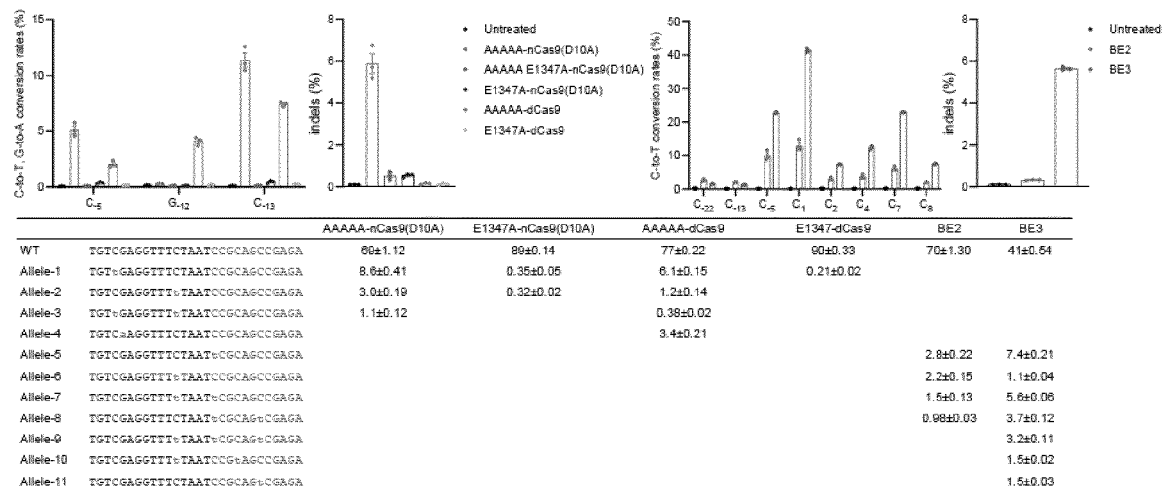 C-to-T, G-to-A conversion rates (%)
15
10
5
0
C-5 G-12 C-13
indels (%)
8
6
4
2
0
Untreated
AAAAA-nCas9(D10A)
AAAAA E1347A-nCas9(D10A)
E1347A-nCas9(D10A)
AAAAA-dCas9
E1347A-dCas9
C-to-T conversion rates (%)
50
40
30
20
10
0
C-22 C-13 C-5 C1 C2 C4 C7 C8
indels (%)
8
6
4
2
0
Untreated
BE2
BE3
AAAAA-nCas9(D10A) E1347A-nCas9(D10A) AAAAA-dCas9 E1347-dCas9 BE2 BE3
WT TGTCGAGGTTTCTAATCCGCAGCCGAGA 69±1.12 89±0.14 77±0.22 90±0.33 70±1.30 41±0.54
Allele-1 TGTtGAGGTTTCTAATCCGCAGCCGAGA 8.6±0.41 0.35±0.05 6.1±0.15 0.21±0.02
Allele-2 TGTCGAGGTTTtTAATCCGCAGCCGAGA 3.0±0.19 0.32±0.02 1.2±0.14
Allele-3 TGTtGAGGTTTtTAATCCGCAGCCGAGA 1.1±0.12 0.38±0.02
Allele-4 TGTCaAGGTTTCTAATCCGCAGCCGAGA 3.4±0.21
Allele-5 TGTCGAGGTTTCTAATtCGCAGCCGAGA 2.8±0.22 7.4±0.21
Allele-6 TGTCGAGGTTTtTAATCCGCAGCCGAGA 2.2±0.15 1.1±0.04
Allele-7 TGTCGAGGTTTtTAATtCGCAGCCGAGA 1.5±0.13 5.6±0.06
Allele-8 TGTCGAGGTTTCTAATtCGCAGtCGAGA 0.98±0.03 3.7±0.12
Allele-9 TGTCGAGGTTTtTAATtCGCAGtCGAGA 3.2±0.11
Allele-10 TGTCGAGGTTTtTAATCCGtAGCCGAGA 1.5±0.02
Allele-11 TGTCGAGGTTTCTAATCCGCAGtCGAGA 1.5±0.03